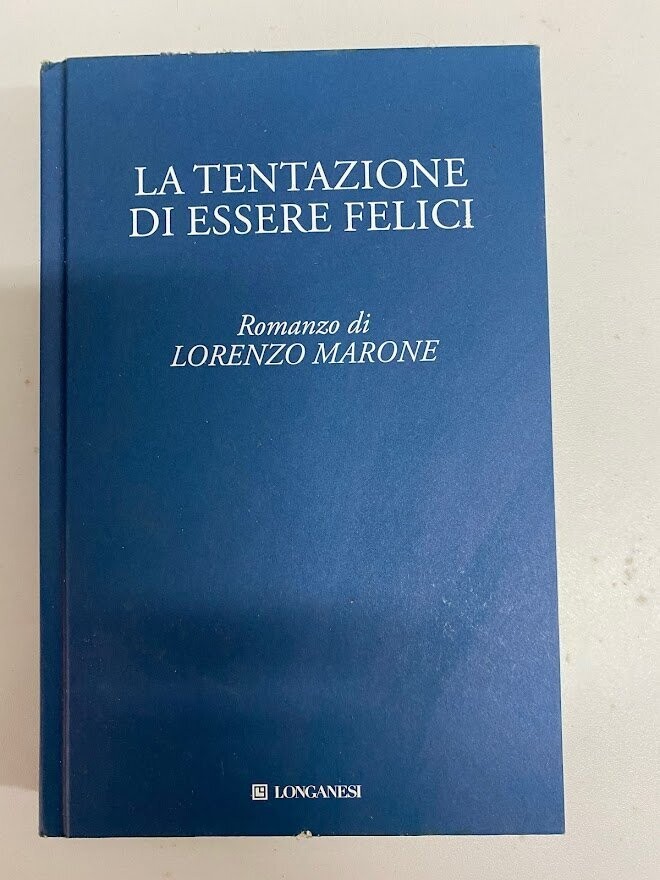 LA TENTAZIONE
DI ESSERE FELICI
Romanzo di
LORENZO MARONE
LONGANESI